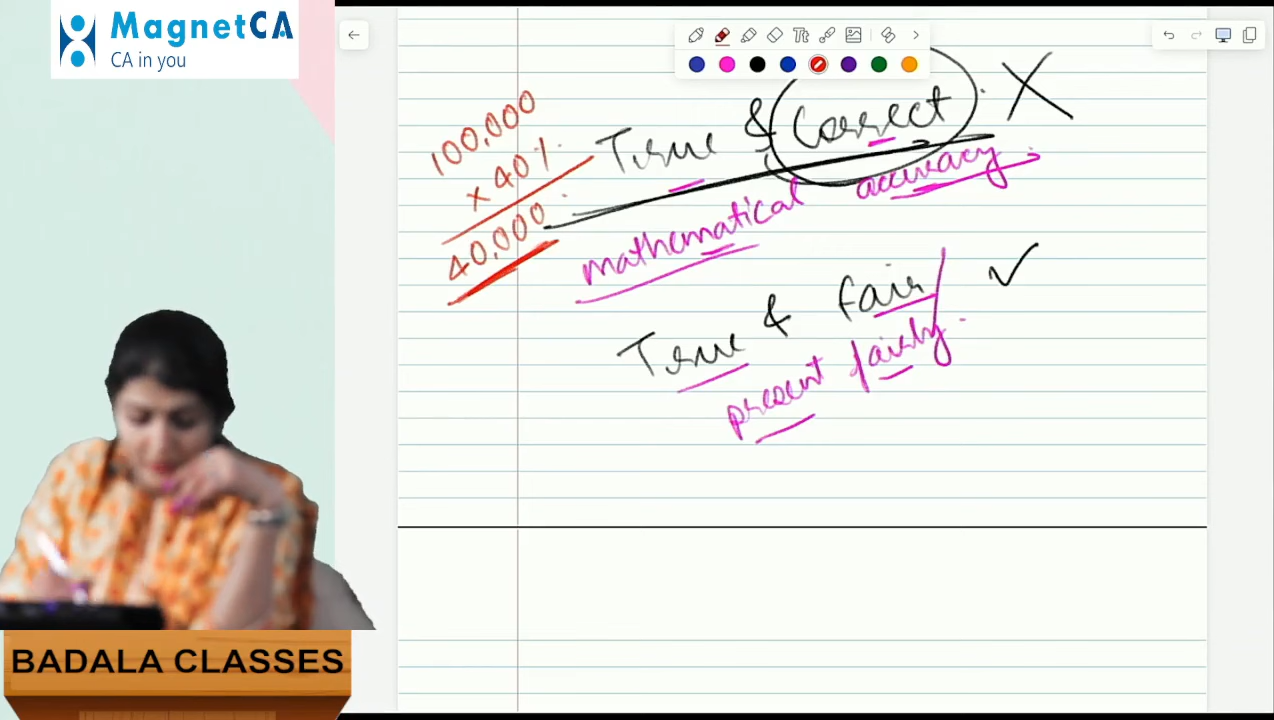 MagnetCA
CA in you
Tt
100,000
x 40%.
40,000
True & Correct X
mathematical accuracy
True & fair/ ✓
present fairly.
BADALA CLASSES